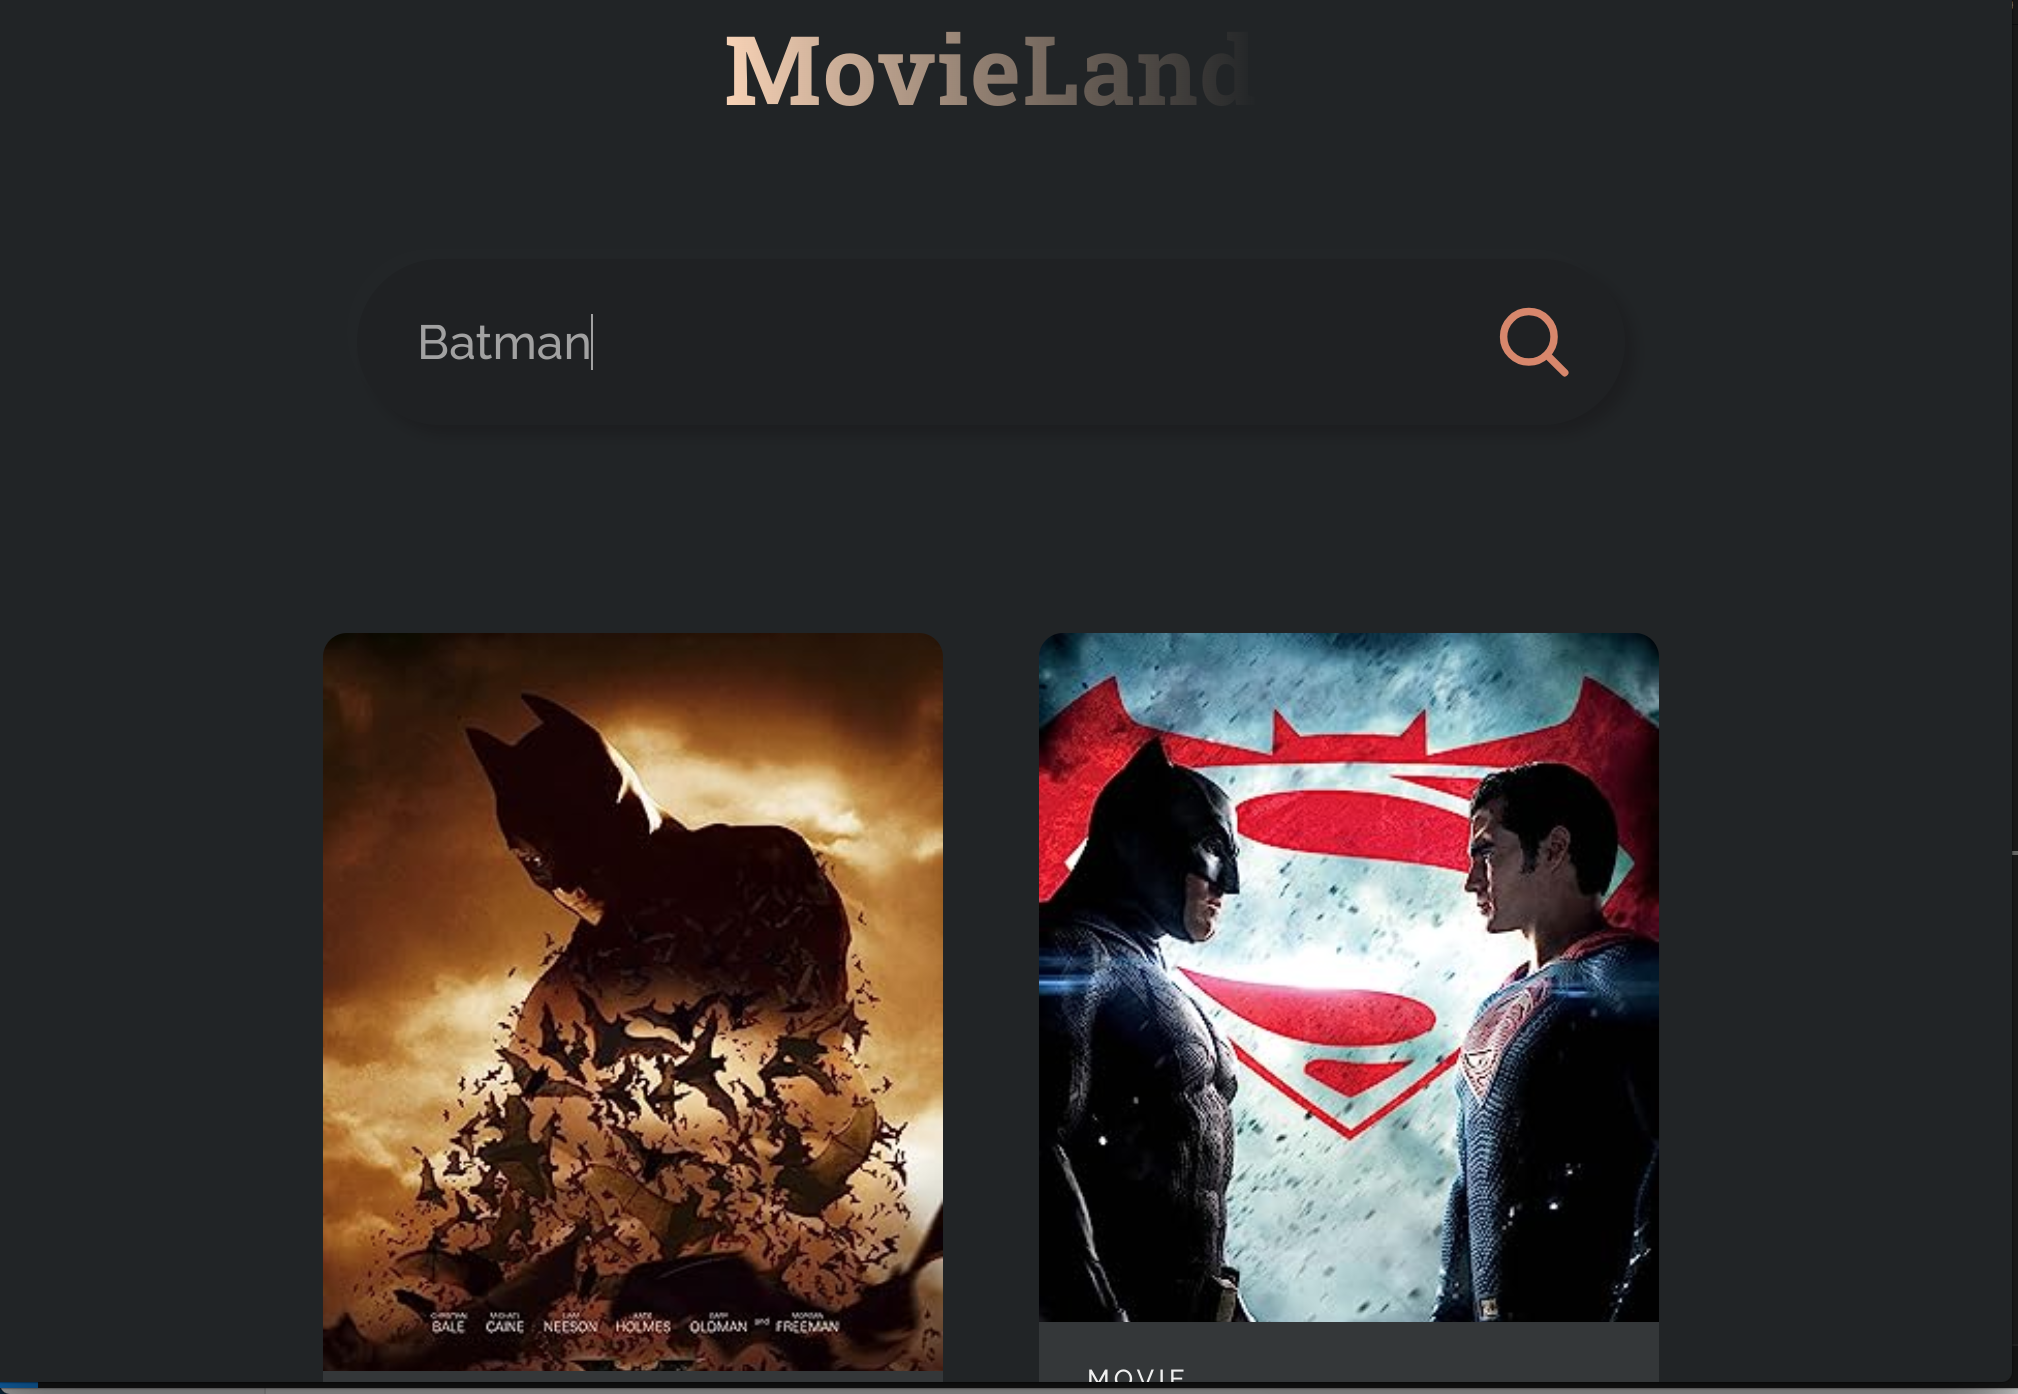 MovieLand
Batman
CHRISTIAN BALE MICHAEL CAINE LIAM NEESON KATIE HOLMES GARY OLDMAN and MORGAN FREEMAN
MOVIE